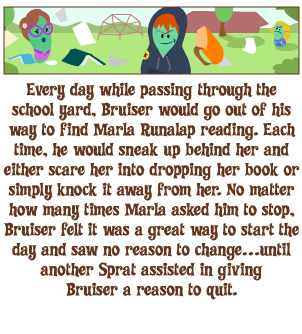 Every day while passing through the
school yard, Bruiser would go out of his
way to find Marla Runalap reading. Each
time, he would sneak up behind her and
either scare her into dropping her book or
simply knock it away from her. No matter
how many times Marla asked him to stop,
Bruiser felt it was a great way to start the
day and saw no reason to change...until
another Sprat assisted in giving
Bruiser a reason to quit.